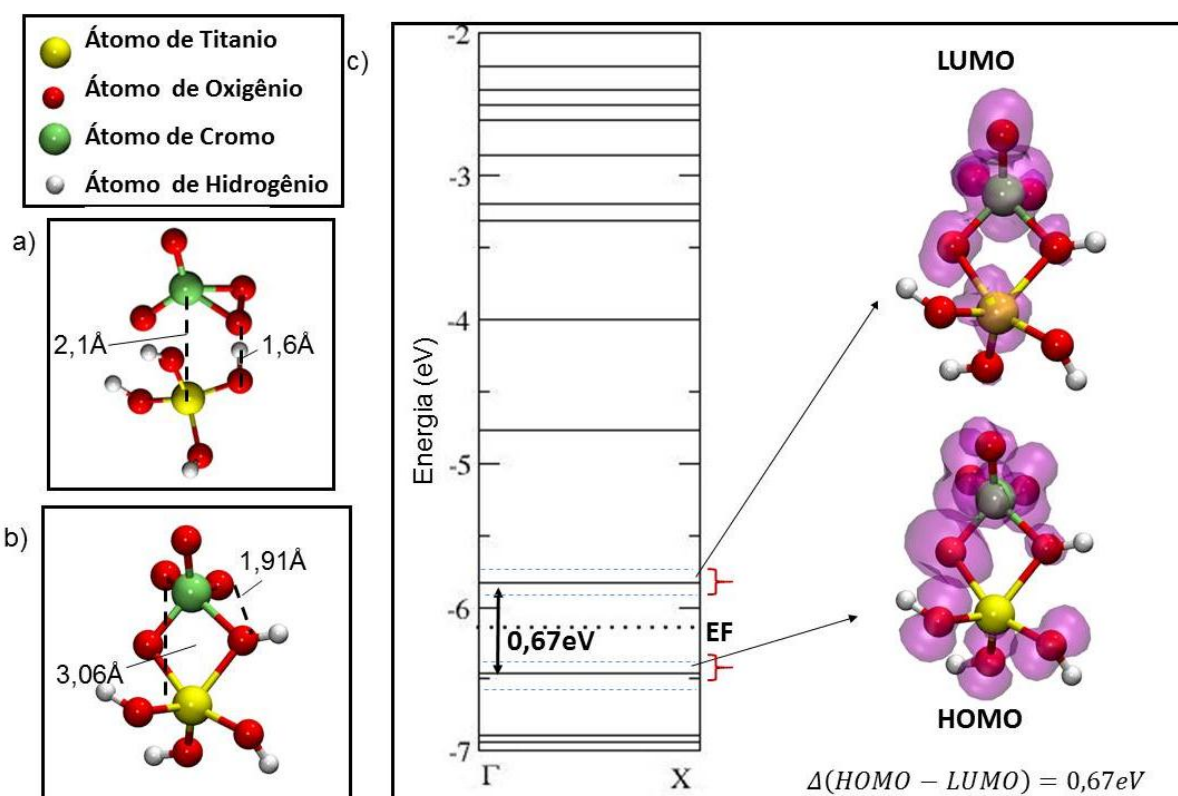 Átomo de Titanio
Átomo de Oxigênio
Átomo de Cromo
Átomo de Hidrogênio
a)
2,1Å
1,6Å
b)
1,91Å
3,06Å
c)
Energia (eV)
-2
-3
-4
-5
-6
-7
Γ
X
0,67eV
EF
LUMO
HOMO
Δ(HOMO − LUMO) = 0,67eV